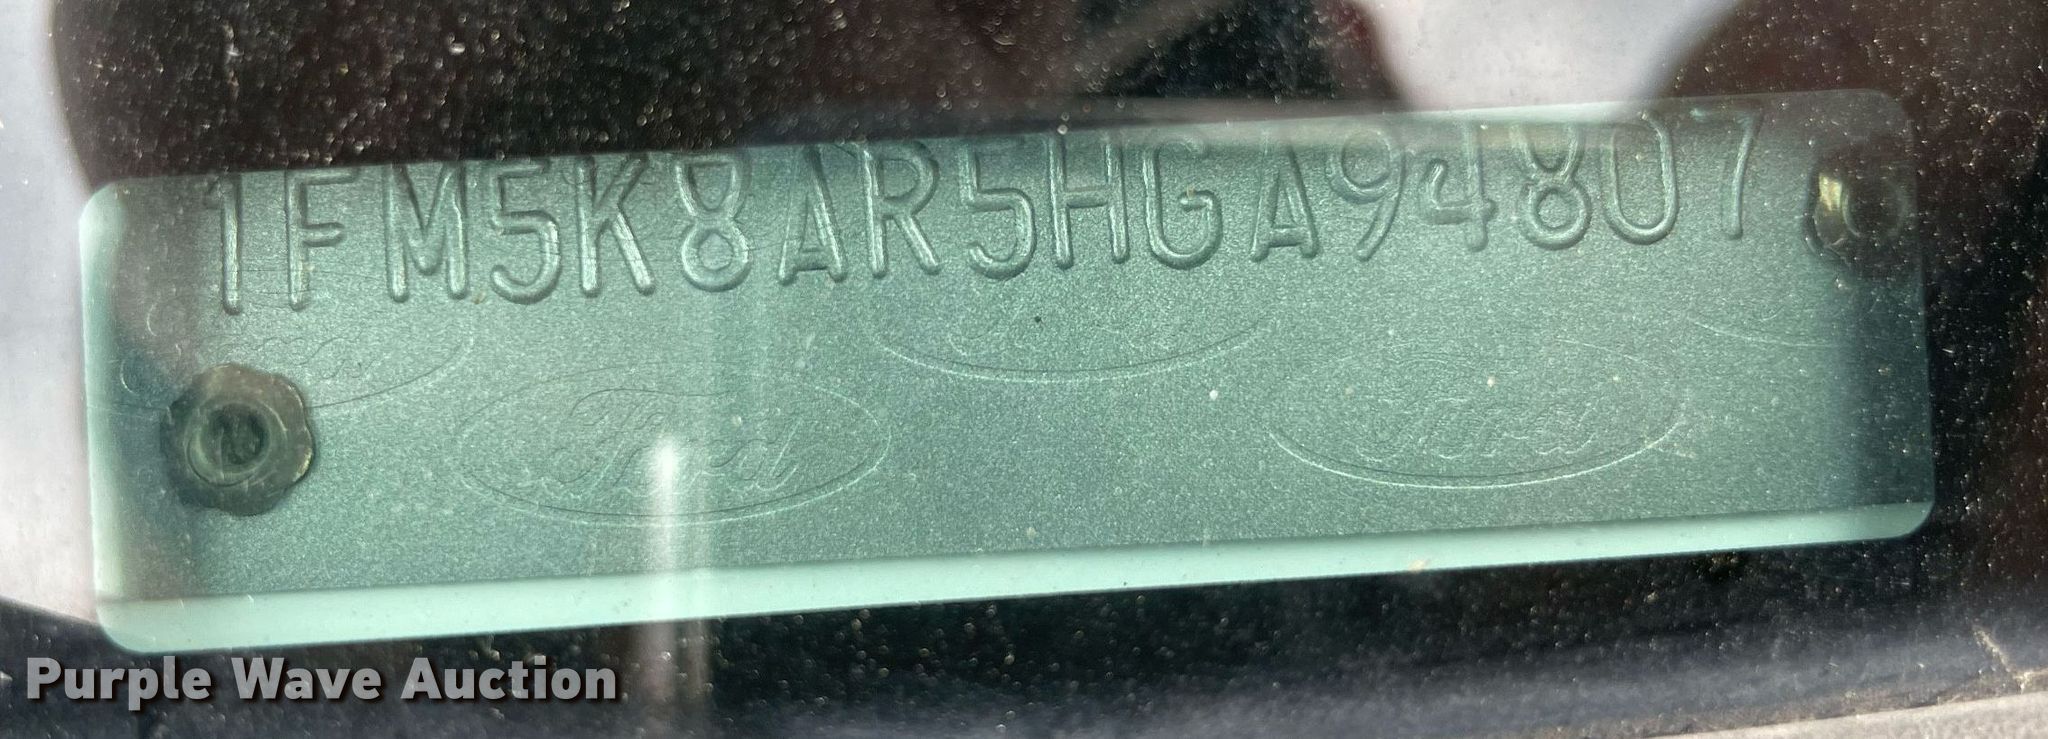 1FM5K8AR5HGA94807
Ford
Ford
Purple Wave Auction